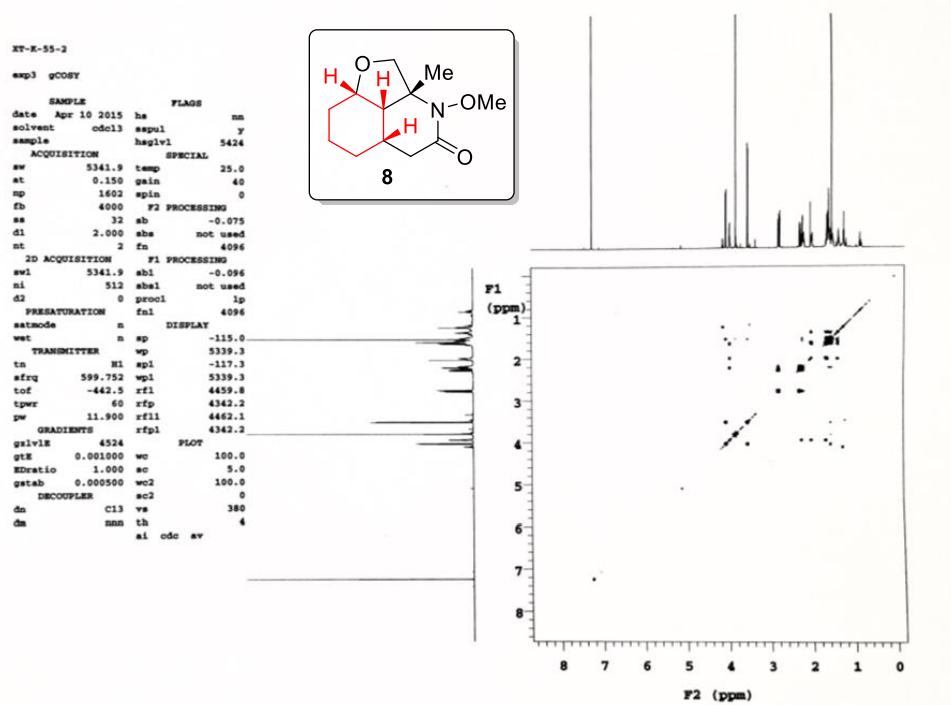 XT-K-55-2
exp3 gCOSY
SAMPLE
date Apr 10 2015
solvent cdcl3
sample
ACQUISITION
sw 5341.9
at 0.150
np 1602
fb 4000
ss 32
d1 2.000
nt 2
2D ACQUISITION
sw1 5341.9
ni 512
d2 0
PRESATURATION
satmode n
wet n
TRANSMITTER
tn H1
sfrq 599.752
tof -442.5
tpwr 60
pw 11.900
GRADIENTS
gzlvlE 4524
gtE 0.001000
EDratio 1.000
gstab 0.000500
DECOUPLER
dn C13
dm nnn
FLAGS
hs nn
sspul y
hsglvl 5424
SPECIAL
temp 25.0
gain 40
spin 0
F2 PROCESSING
sb -0.075
sbs not used
fn 4096
F1 PROCESSING
sb1 -0.096
sbs1 not used
proc1 lp
fn1 4096
DISPLAY
sp -115.0
wp 5339.3
sp1 -117.3
wp1 5339.3
rfl 4459.8
rfp 4342.2
rfl1 4462.1
rfp1 4342.2
PLOT
wc 100.0
sc 5.0
wc2 100.0
sc2 0
vs 380
th 4
ai cdc av
O
H
H
Me
N
OMe
H
O
8
F1
(ppm)
1
2
3
4
5
6
7
8
8 7 6 5 4 3 2 1 0
F2 (ppm)